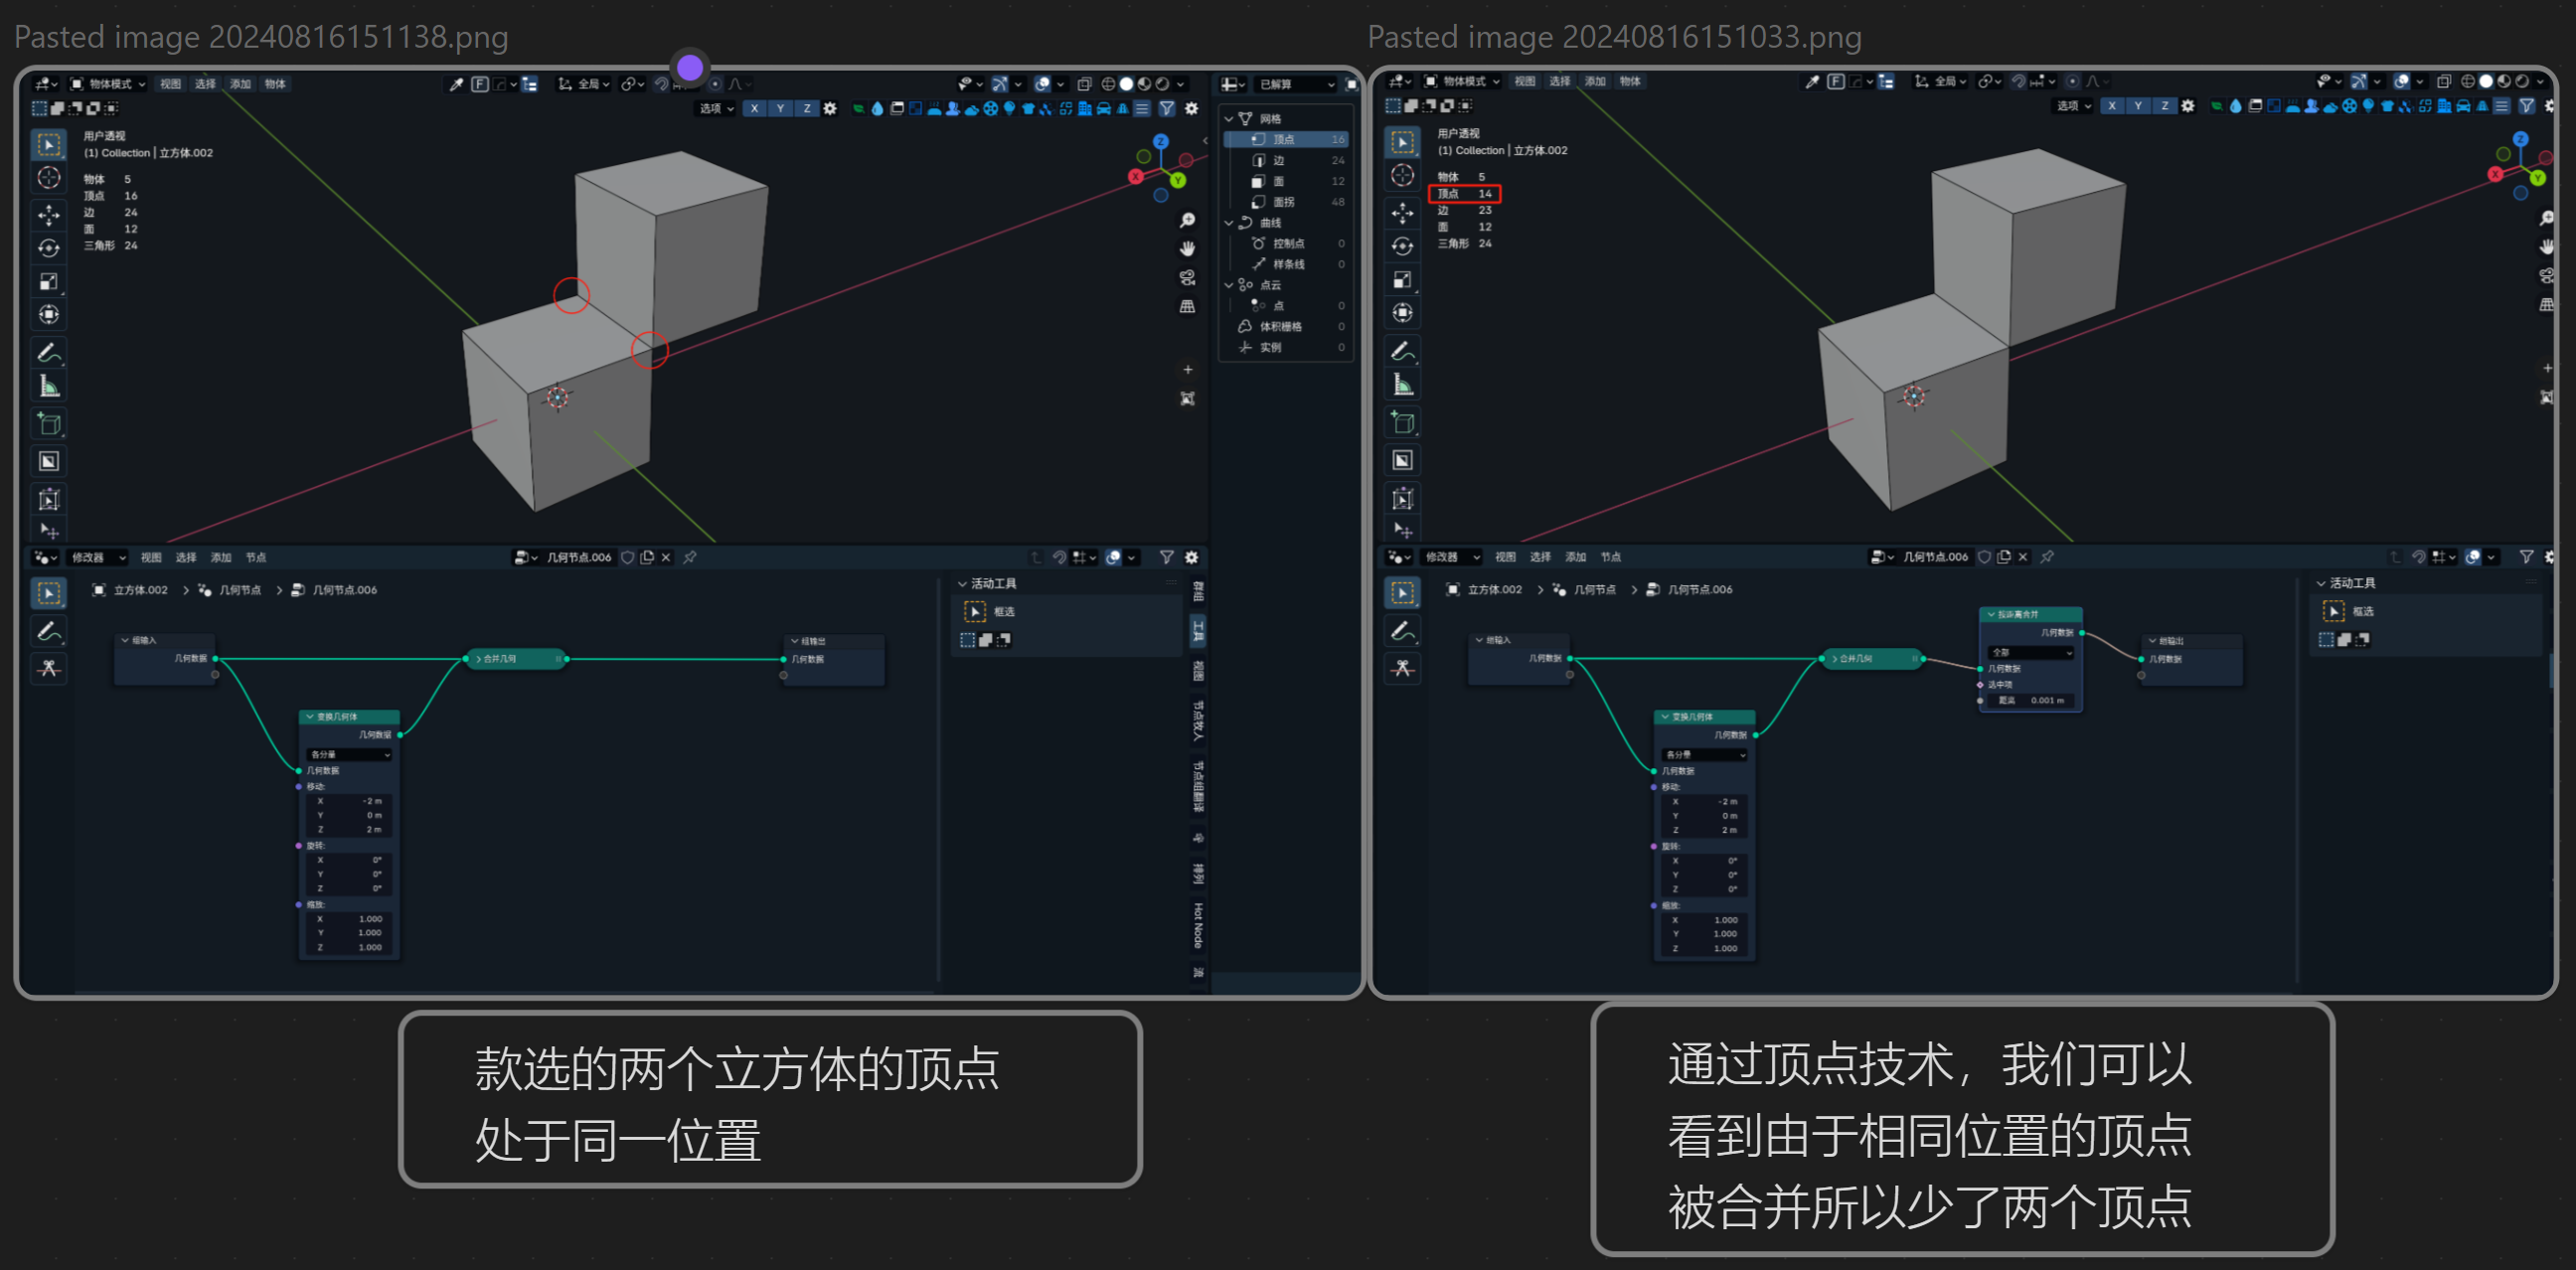 Pasted image 20240816151138.png
物体模式 视图 选择 添加 物体
全局
选项 X Y Z
用户透视
(1) Collection | 立方体.002
物体 5
顶点 16
边 24
面 12
三角形 24
Z
X
Y
已解算
网格
顶点 16
边 24
面 12
面拐 48
曲线
控制点 0
样条线 0
点云
点 0
体积栅格 0
实例 0
修改器 视图 选择 添加 节点
几何节点.006
立方体.002 > 几何节点 > 几何节点.006
组输入
几何数据
合并几何
组输出
几何数据
变换几何体
几何数据
各分量
几何数据
移动:
X -2 m
Y 0 m
Z 2 m
旋转:
X 0°
Y 0°
Z 0°
缩放:
X 1.000
Y 1.000
Z 1.000
活动工具
框选
群组
工具
视图
节点牧人
节点组翻译
排列
Hot Node
款选的两个立方体的顶点
处于同一位置
Pasted image 20240816151033.png
物体模式 视图 选择 添加 物体
全局
选项 X Y Z
用户透视
(1) Collection | 立方体.002
物体 5
顶点 14
边 23
面 12
三角形 24
Z
X
Y
修改器 视图 选择 添加 节点
几何节点.006
立方体.002 > 几何节点 > 几何节点.006
组输入
几何数据
合并几何
按距离合并
几何数据
全部
几何数据
选中项
距离 0.001 m
组输出
几何数据
变换几何体
几何数据
各分量
几何数据
移动:
X -2 m
Y 0 m
Z 2 m
旋转:
X 0°
Y 0°
Z 0°
缩放:
X 1.000
Y 1.000
Z 1.000
活动工具
框选
通过顶点技术，我们可以
看到由于相同位置的顶点
被合并所以少了两个顶点